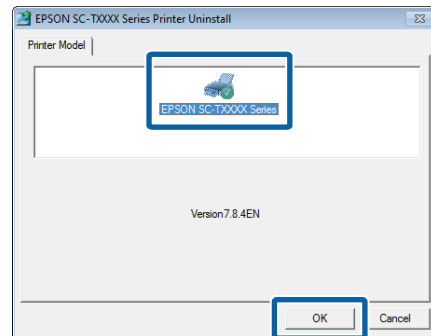 EPSON SC-TXXXX Series Printer Uninstall
Printer Model
EPSON SC-TXXXX Series
Version7.8.4EN
OK Cancel